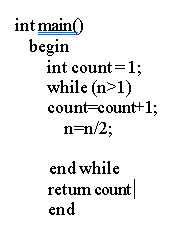 int main()
begin
int count=1;
while (n>1)
count=count+1;
n=n/2;
end while
return count
end